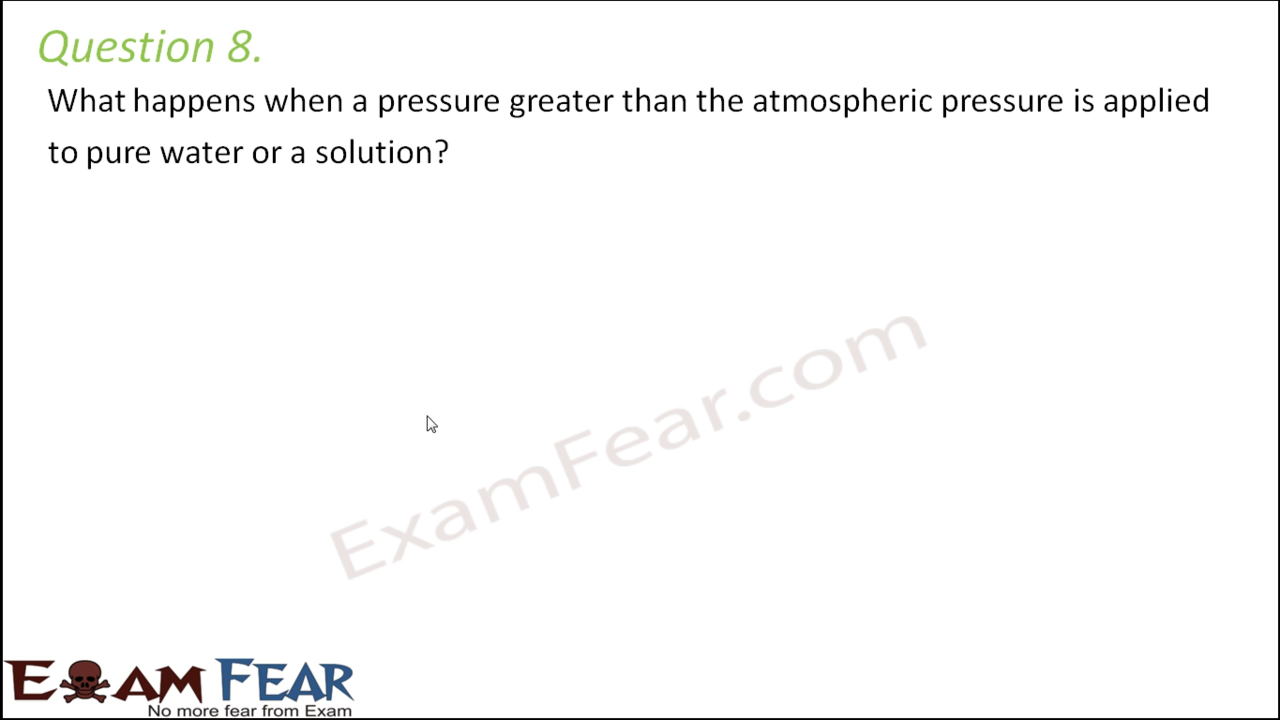 Question 8.
What happens when a pressure greater than the atmospheric pressure is applied
to pure water or a solution?
ExamFear.com
EXAM FEAR
No more fear from Exam